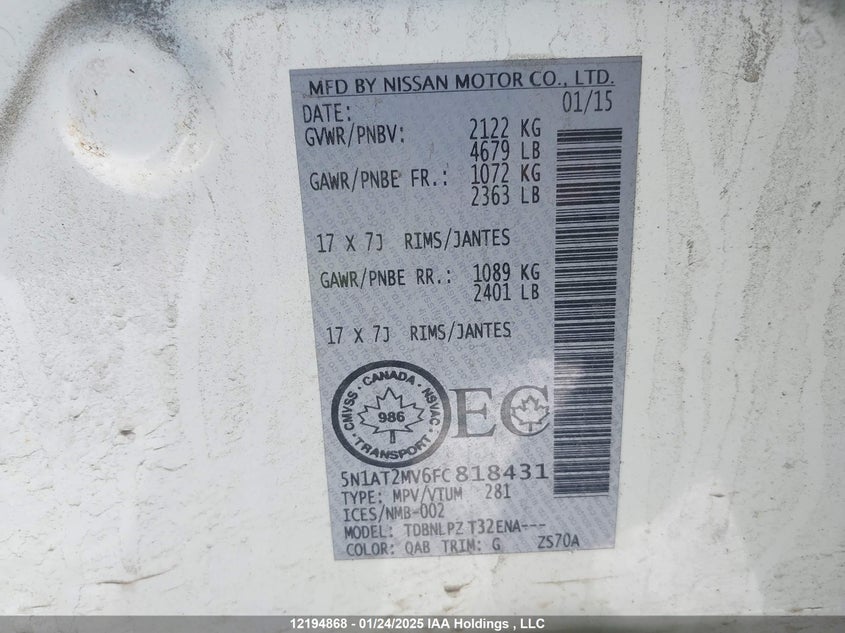 MFD BY NISSAN MOTOR CO., LTD.
DATE: 01/15
GVWR/PNBV: 2122 KG
4679 LB
GAWR/PNBE FR.: 1072 KG
2363 LB
17 X 7J RIMS/JANTES
GAWR/PNBE RR.: 1089 KG
2401 LB
17 X 7J RIMS/JANTES
CANADA
CMVSS · NSVAC
986
TRANSPORT
EC
5N1AT2MV6FC818431
TYPE: MPV/VTUM 281
ICES/NMB-002
MODEL: TDBNLPZ T32ENA---
COLOR: QAB TRIM: G ZS70A
12194868 - 01/24/2025 IAA Holdings , LLC